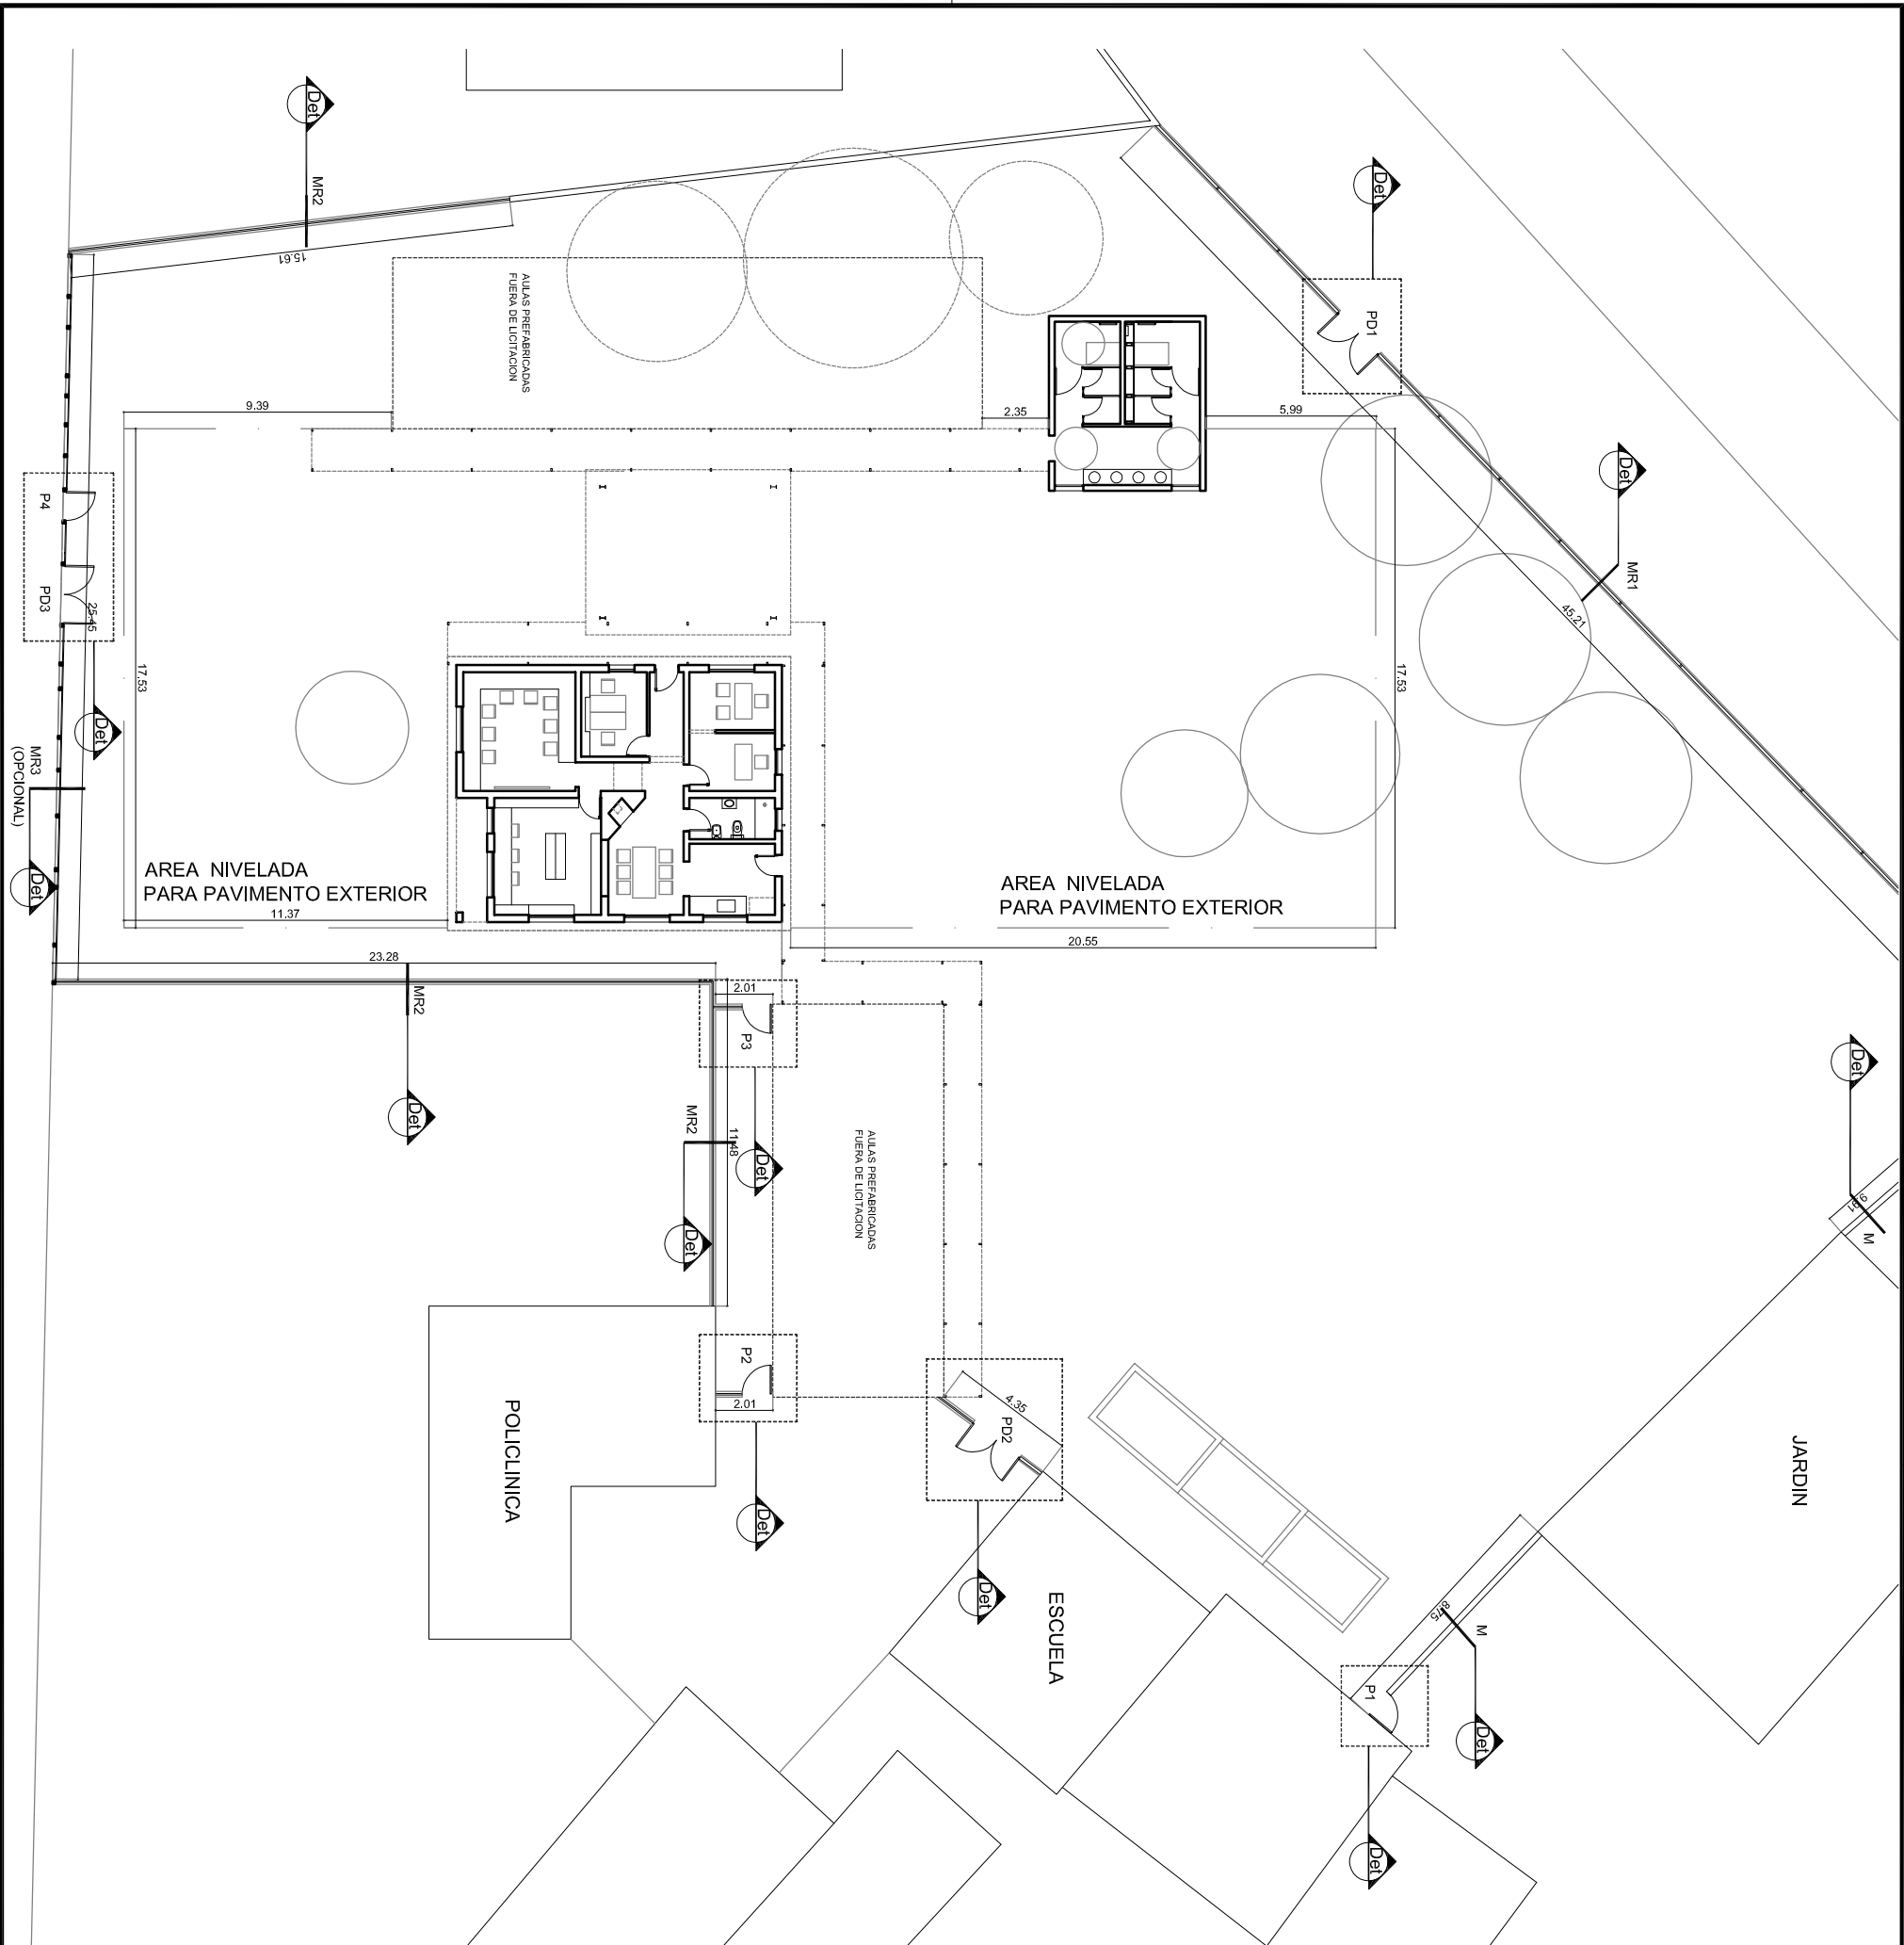 Det
MR2
15.61
Det
PD1
AULAS PREFABRICADAS
FUERA DE LICITACION
9.39
2.35
5.99
Det
MR1
45.21
P4
PD3
25.45
17.53
17.53
Det
MR3
(OPCIONAL)
Det
AREA NIVELADA
PARA PAVIMENTO EXTERIOR
11.37
AREA NIVELADA
PARA PAVIMENTO EXTERIOR
20.55
23.28
MR2
2.01
P3
Det
Det
MR2
11.48
Det
Det
AULAS PREFABRICADAS
FUERA DE LICITACION
9.91
M
P2
2.01
Det
POLICLINICA
4.35
PD2
Det
ESCUELA
JARDIN
8.75
M
Det
P1
Det